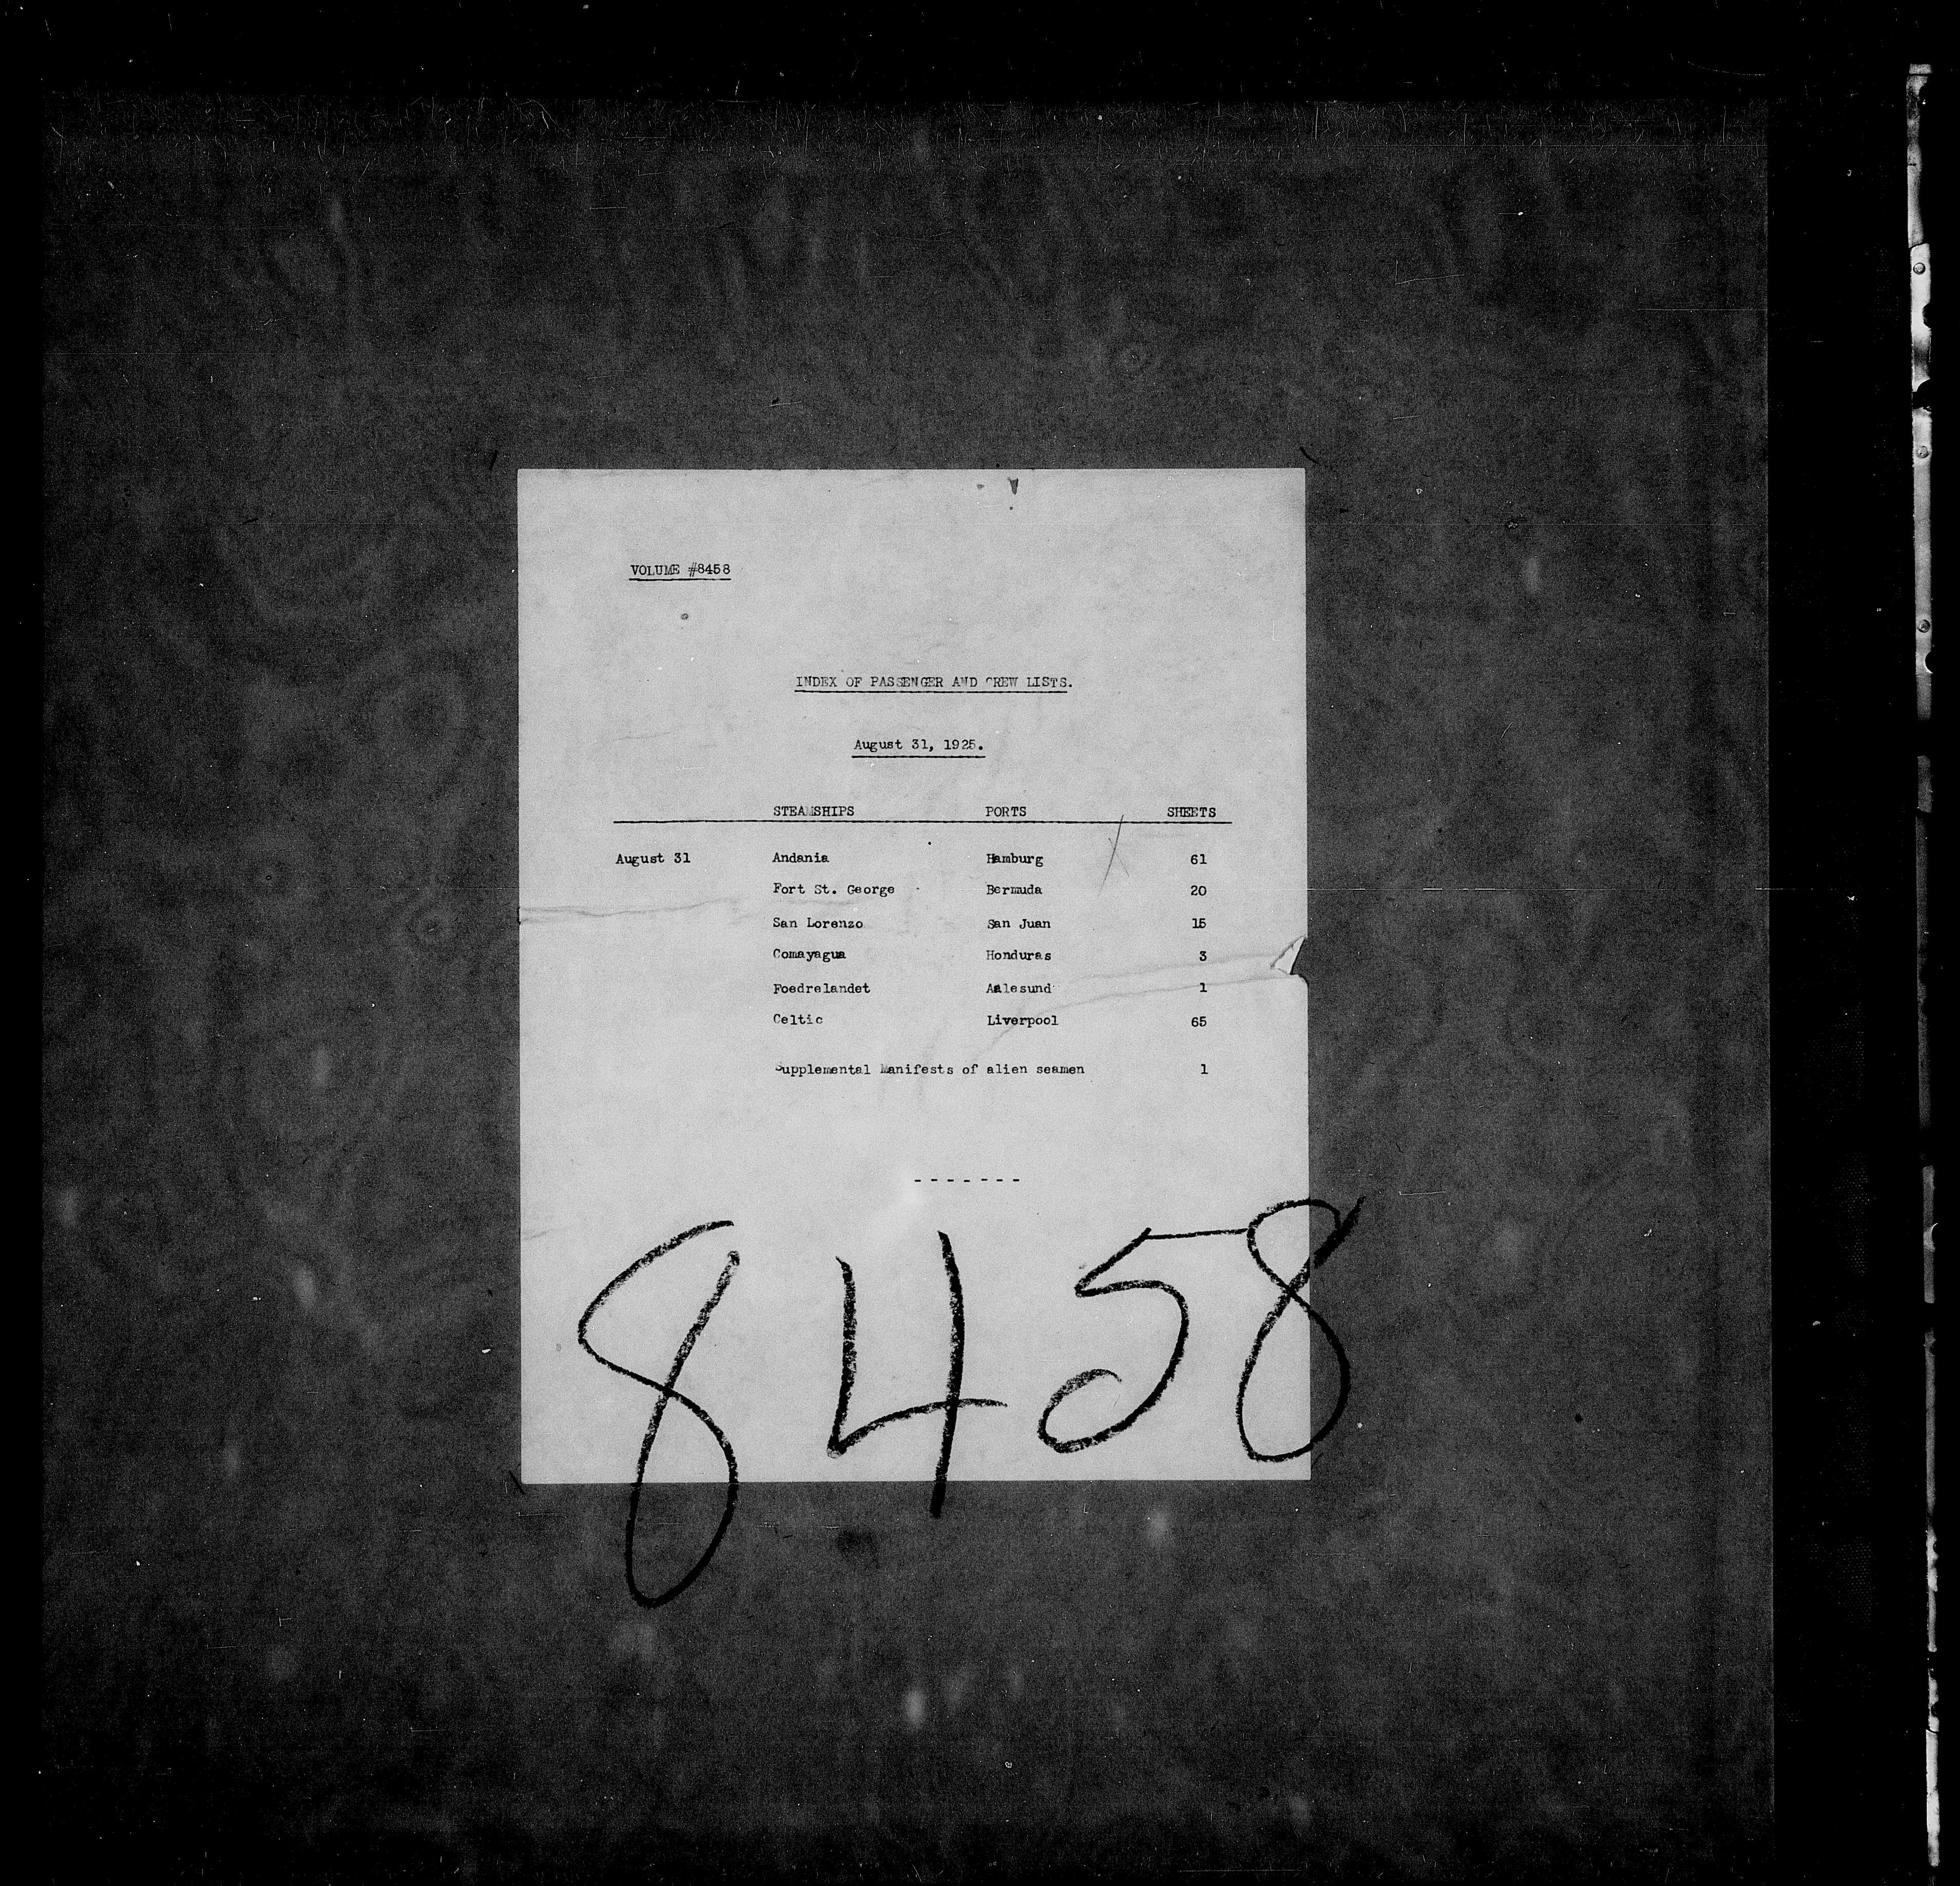 VOLUME #8458
INDEX OF PASSENGER AND CREW LISTS.
August 31, 1925.
STEAMSHIPS PORTS SHEETS
August 31 Andania Hamburg 61
Fort St. George Bermuda 20
San Lorenzo San Juan 15
Comayagua Honduras 3
Foedrelandet Aalesund 1
Celtic Liverpool 65
Supplemental Manifests of alien seamen 1
- - - - - - -
8458